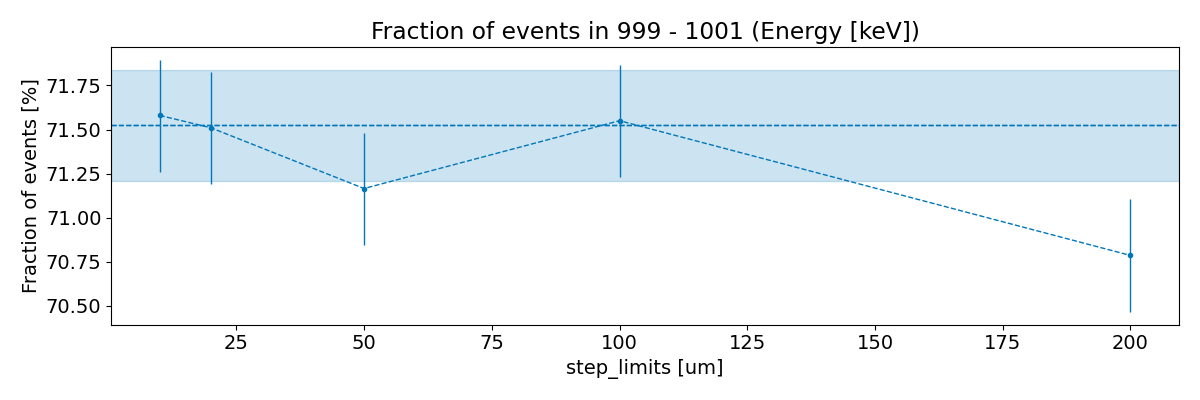 Fraction of events in 999 - 1001 (Energy [keV])
Fraction of events [%]
71.75
71.50
71.25
71.00
70.75
70.50
25 50 75 100 125 150 175 200
step_limits [um]